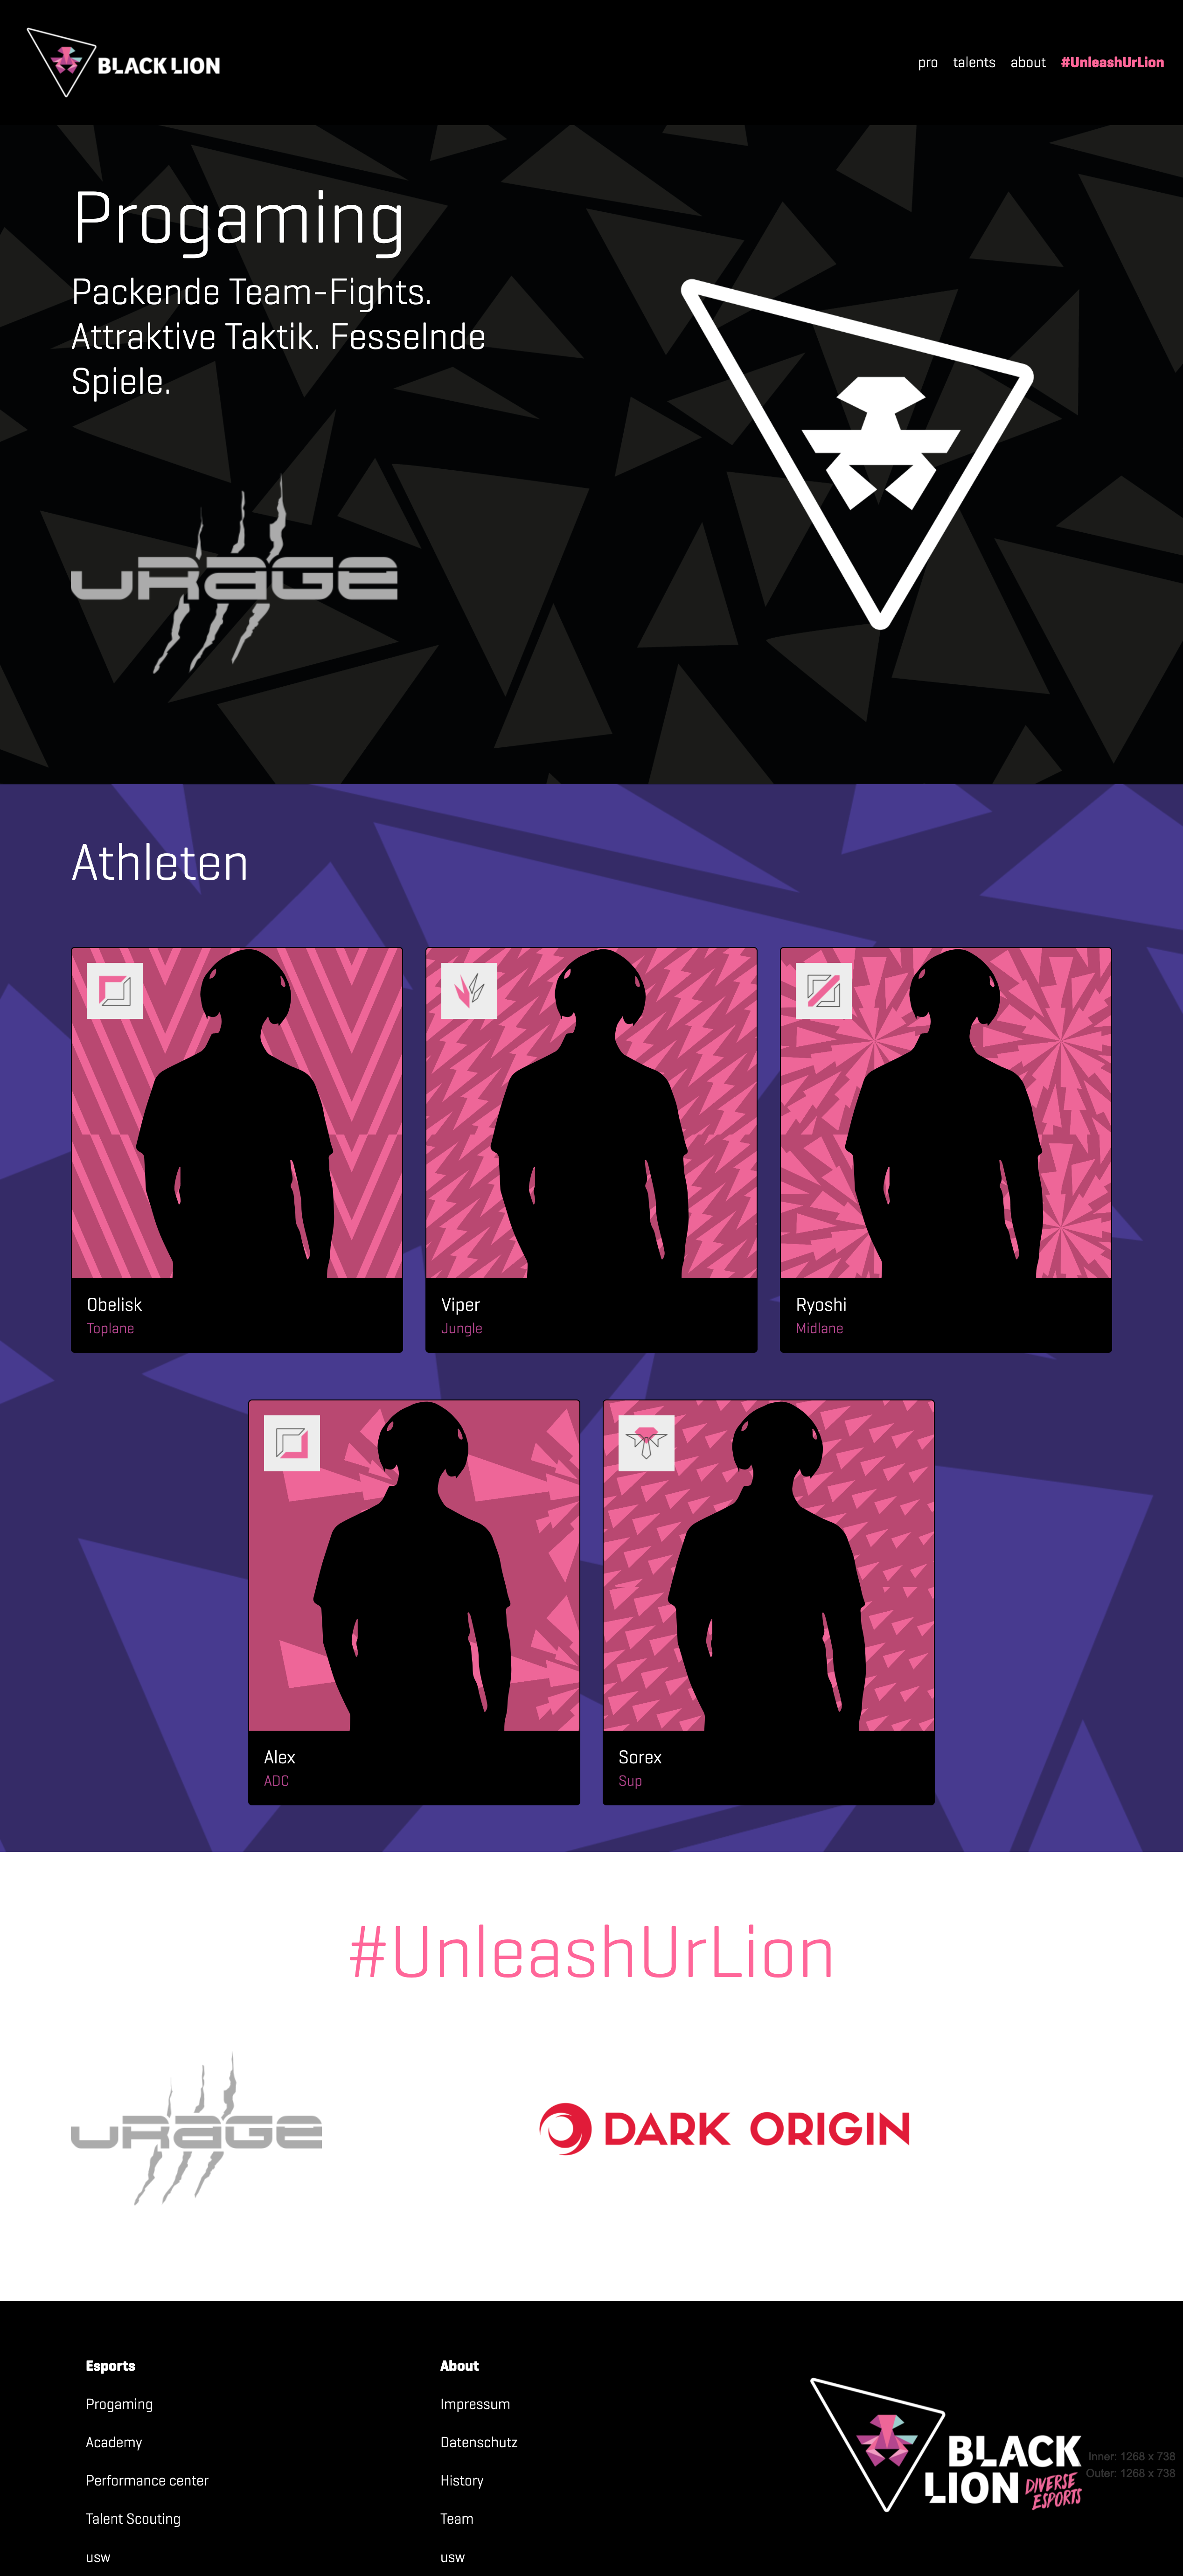 BLACK LION
pro talents about #UnleashUrLion
Progaming
Packende Team-Fights.
Attraktive Taktik. Fesselnde
Spiele.
uRage
Athleten
Obelisk
Toplane
Viper
Jungle
Ryoshi
Midlane
Alex
ADC
Sorex
Sup
#UnleashUrLion
uRage
DARK ORIGIN
Esports
Progaming
Academy
Performance center
Talent Scouting
usw
About
Impressum
Datenschutz
History
Team
usw
BLACK
LION DIVERSE
ESPORTS
Inner: 1268 x 738
Outer: 1268 x 738